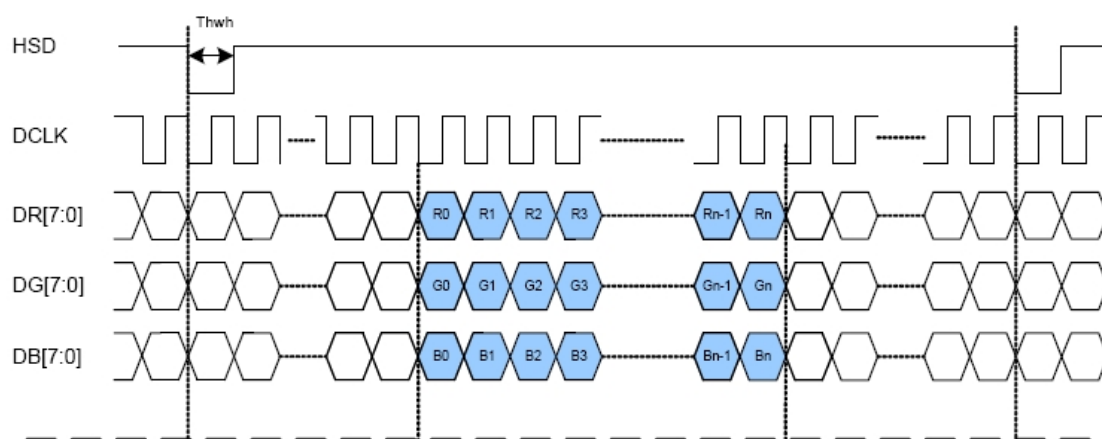 Thwh
HSD
DCLK
DR[7:0] R0 R1 R2 R3 Rn-1 Rn
DG[7:0] G0 G1 G2 G3 Gn-1 Gn
DB[7:0] B0 B1 B2 B3 Bn-1 Bn